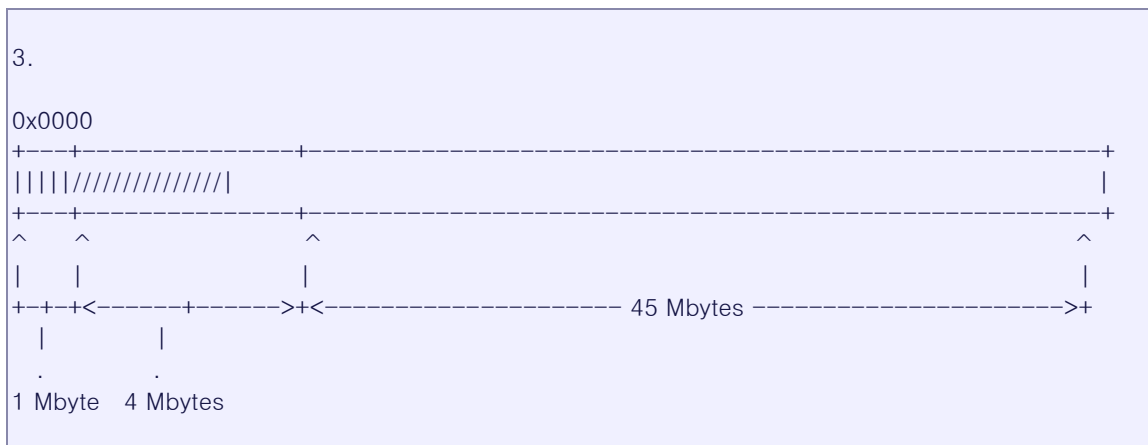 3.
0x0000
+---+---------------+--------------------------------------------------------+
|||||///////////////|                                                              |
+---+---------------+--------------------------------------------------------+
^   ^               ^                                                      ^
|   |               |                                                      |
+-+-+<------+------>+<--------------------- 45 Mbytes ---------------------->+
|       |
.       .
1 Mbyte  4 Mbytes